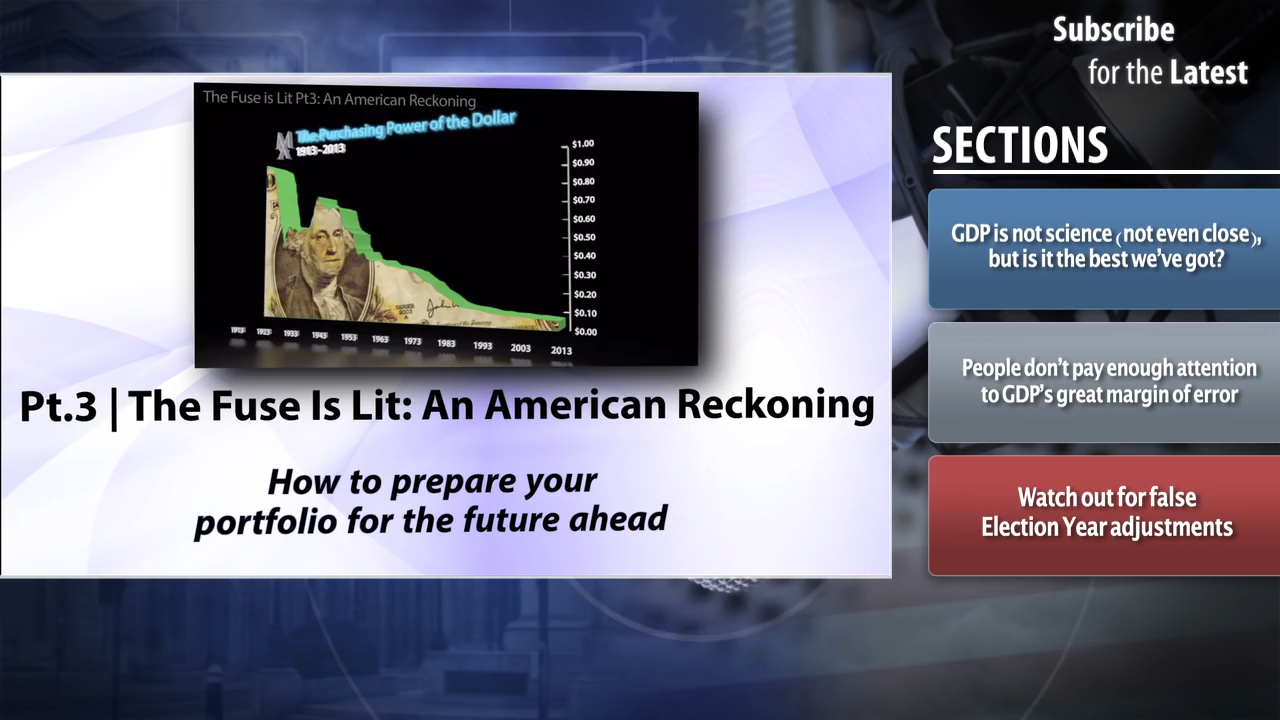 Subscribe
for the Latest
SECTIONS
GDP is not science (not even close),
but is it the best we've got?
People don't pay enough attention
to GDP's great margin of error
Watch out for false
Election Year adjustments
The Fuse is Lit Pt3: An American Reckoning
The Purchasing Power of the Dollar
1913-2013
$1.00
$0.90
$0.80
$0.70
$0.60
$0.50
$0.40
$0.30
$0.20
$0.10
$0.00
1913 1923 1933 1943 1953 1963 1973 1983 1993 2003 2013
Pt.3 | The Fuse Is Lit: An American Reckoning
How to prepare your
portfolio for the future ahead